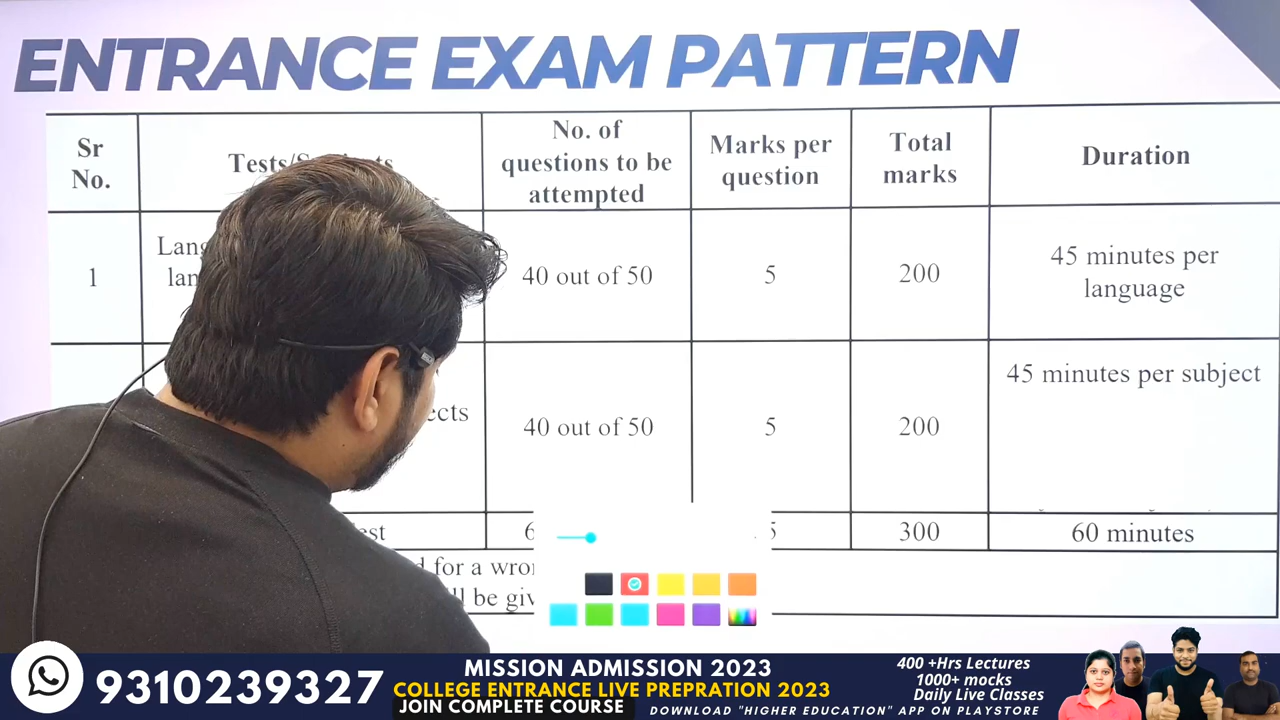 ENTRANCE EXAM PATTERN
Sr No.
No. of questions to be attempted
Marks per question
Total marks
Duration
1
40 out of 50
5
200
45 minutes per language
40 out of 50
5
200
45 minutes per subject
300
60 minutes
for a
9310239327
MISSION ADMISSION 2023
COLLEGE ENTRANCE LIVE PREPRATION 2023
JOIN COMPLETE COURSE
400 +Hrs Lectures
1000+ mocks
Daily Live Classes
DOWNLOAD "HIGHER EDUCATION" APP ON PLAYSTORE